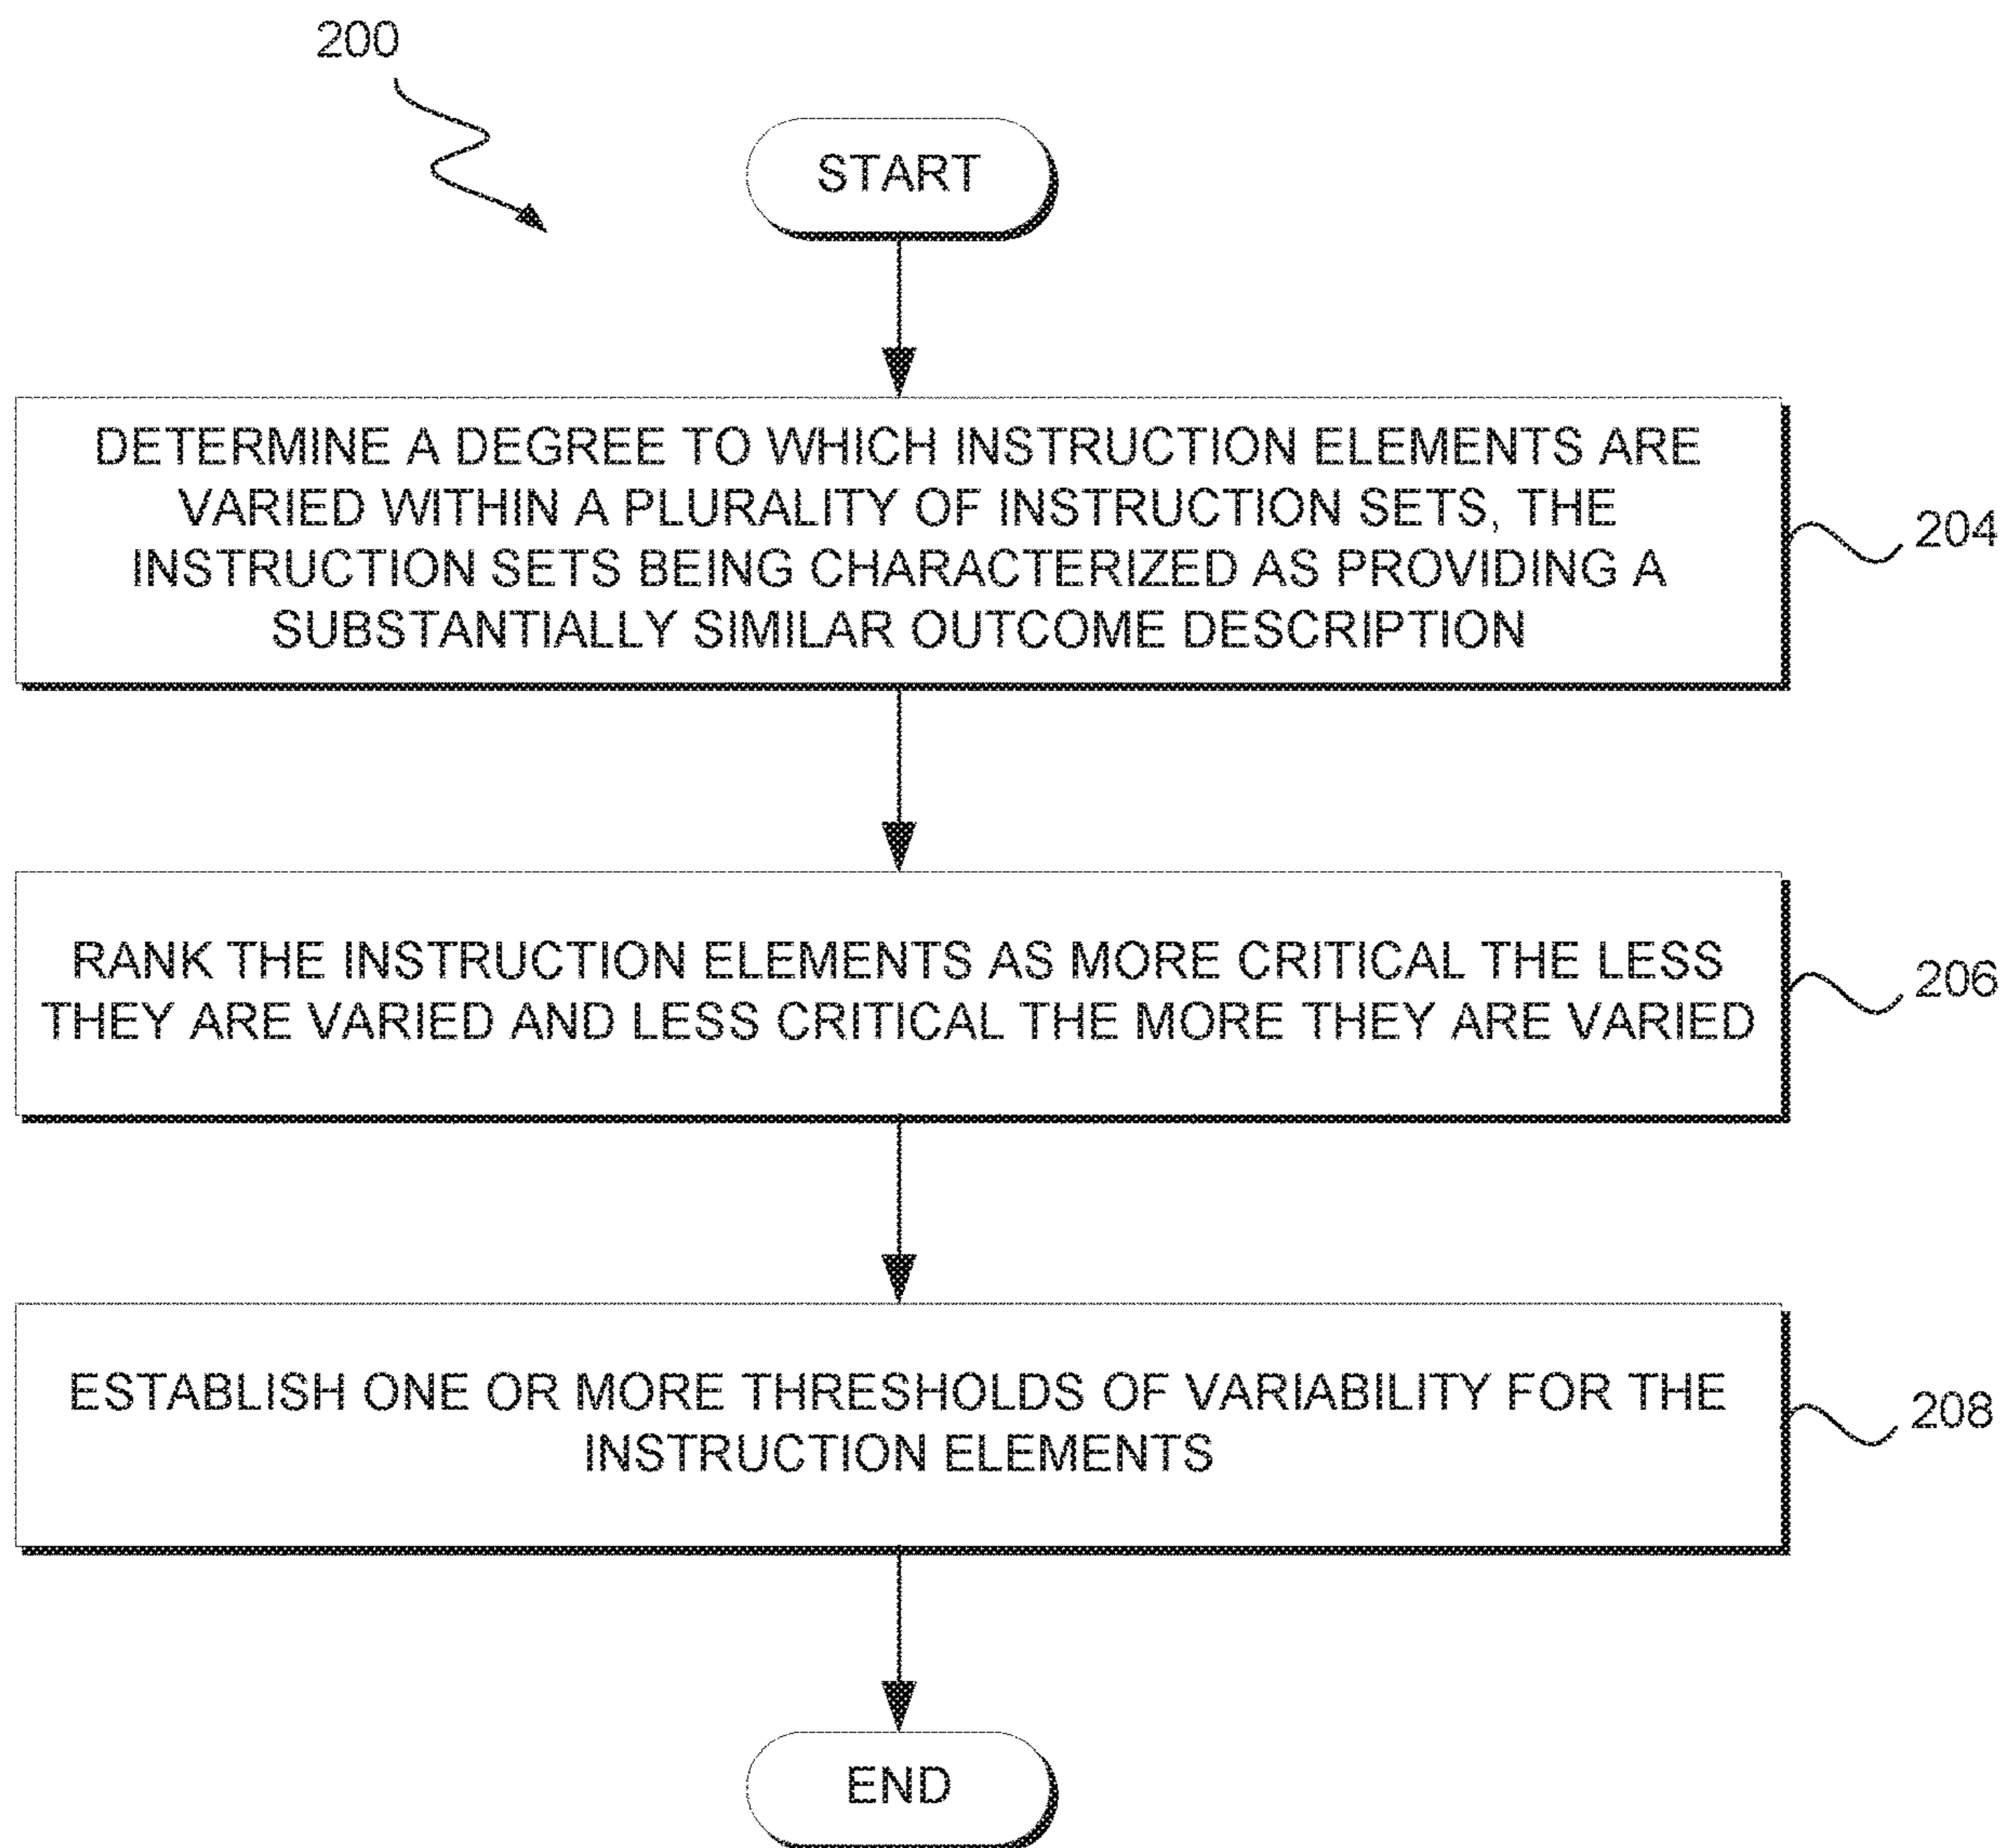 200
START
DETERMINE A DEGREE TO WHICH INSTRUCTION ELEMENTS ARE
VARIED WITHIN A PLURALITY OF INSTRUCTION SETS, THE
INSTRUCTION SETS BEING CHARACTERIZED AS PROVIDING A
SUBSTANTIALLY SIMILAR OUTCOME DESCRIPTION
204
RANK THE INSTRUCTION ELEMENTS AS MORE CRITICAL THE LESS
THEY ARE VARIED AND LESS CRITICAL THE MORE THEY ARE VARIED
206
ESTABLISH ONE OR MORE THRESHOLDS OF VARIABILITY FOR THE
INSTRUCTION ELEMENTS
208
END